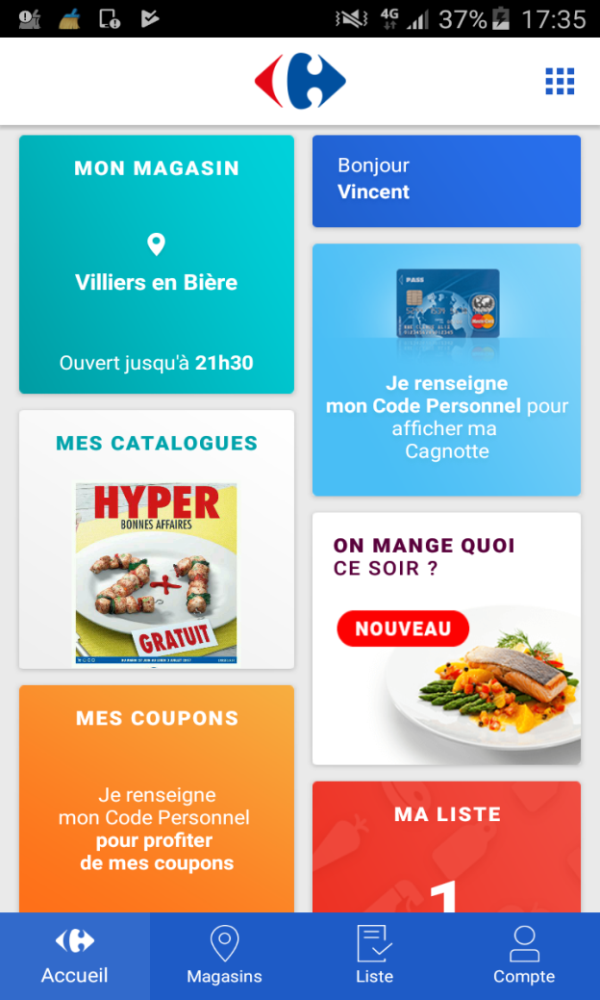 4G
37%
17:35
MON MAGASIN
Villiers en Bière
Ouvert jusqu'à 21h30
Bonjour
Vincent
PASS
Je renseigne
mon Code Personnel pour
afficher ma
Cagnotte
MES CATALOGUES
HYPER
BONNES AFFAIRES
2+1
GRATUIT
ON MANGE QUOI
CE SOIR ?
NOUVEAU
MES COUPONS
Je renseigne
mon Code Personnel
pour profiter
de mes coupons
MA LISTE
1
Accueil
Magasins
Liste
Compte